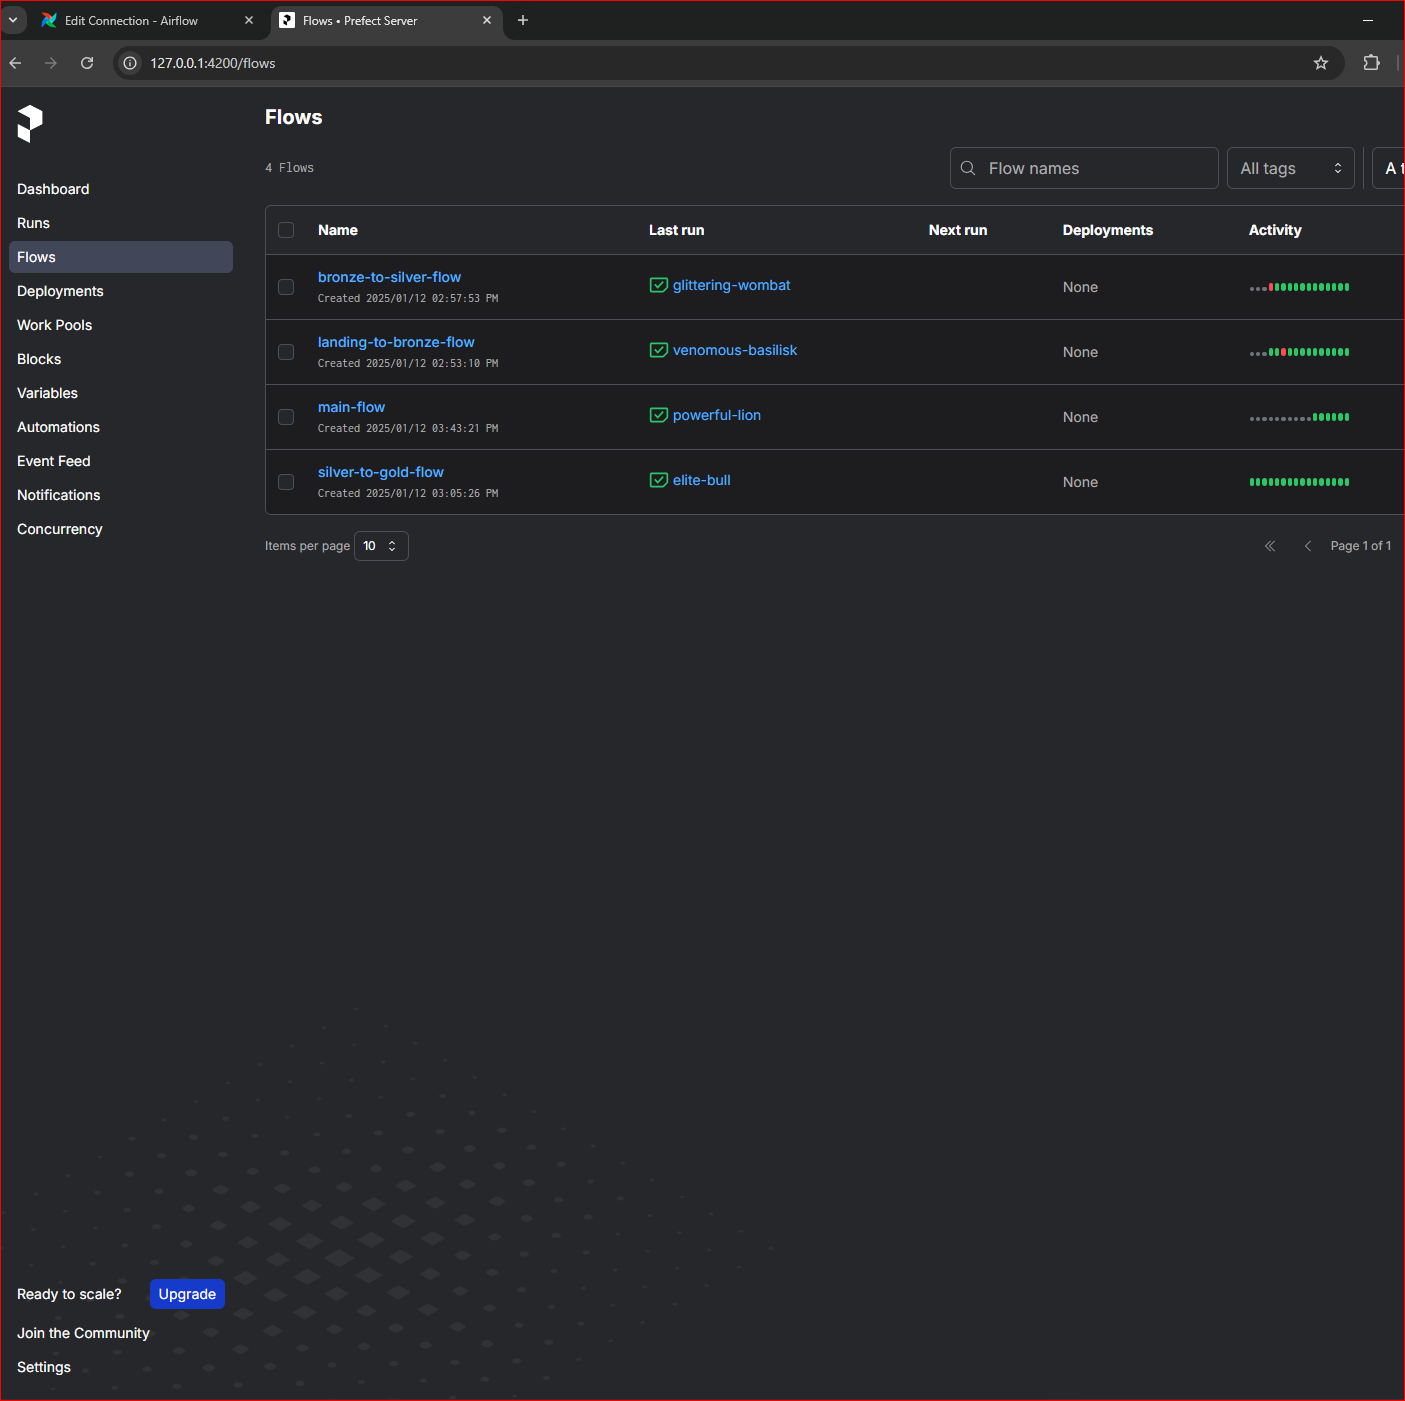 Edit Connection - Airflow
Flows • Prefect Server
127.0.0.1:4200/flows
Flows
4 Flows
Flow names
All tags
A t
Dashboard
Runs
Flows
Deployments
Work Pools
Blocks
Variables
Automations
Event Feed
Notifications
Concurrency
Name Last run Next run Deployments Activity
bronze-to-silver-flow glittering-wombat None
Created 2025/01/12 02:57:53 PM
landing-to-bronze-flow venomous-basilisk None
Created 2025/01/12 02:53:10 PM
main-flow powerful-lion None
Created 2025/01/12 03:43:21 PM
silver-to-gold-flow elite-bull None
Created 2025/01/12 03:05:26 PM
Items per page 10 Page 1 of 1
Ready to scale? Upgrade
Join the Community
Settings